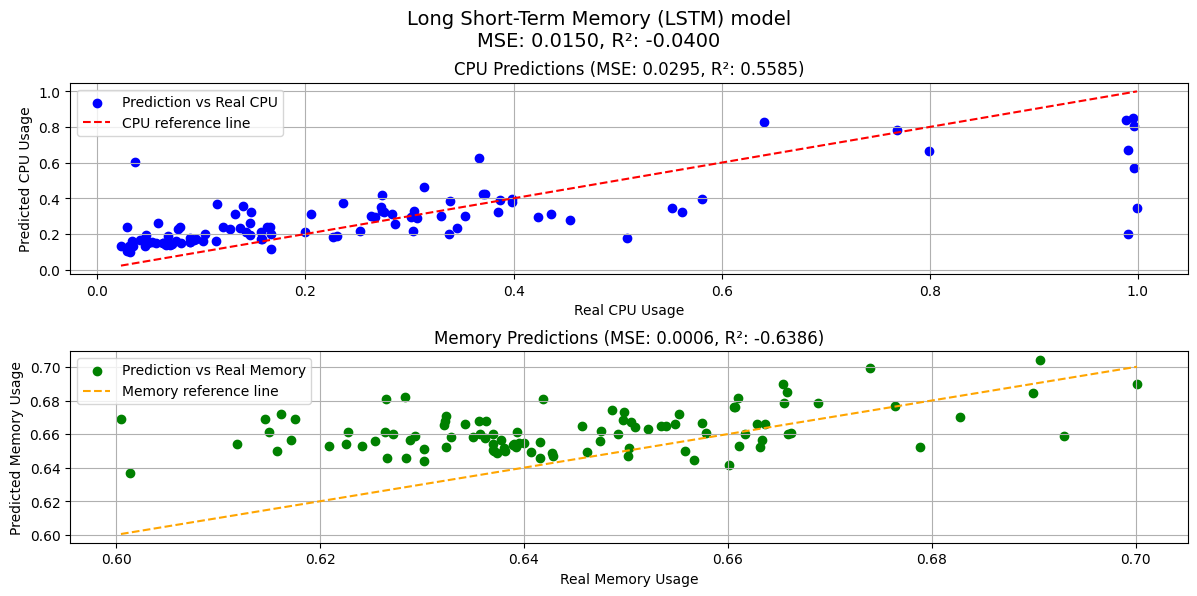 Long Short-Term Memory (LSTM) model
MSE: 0.0150, R²: -0.0400
CPU Predictions (MSE: 0.0295, R²: 0.5585)
Prediction vs Real CPU
CPU reference line
Predicted CPU Usage
1.0
0.8
0.6
0.4
0.2
0.0
0.0 0.2 0.4 0.6 0.8 1.0
Real CPU Usage
Memory Predictions (MSE: 0.0006, R²: -0.6386)
Prediction vs Real Memory
Memory reference line
Predicted Memory Usage
0.70
0.68
0.66
0.64
0.62
0.60
0.60 0.62 0.64 0.66 0.68 0.70
Real Memory Usage